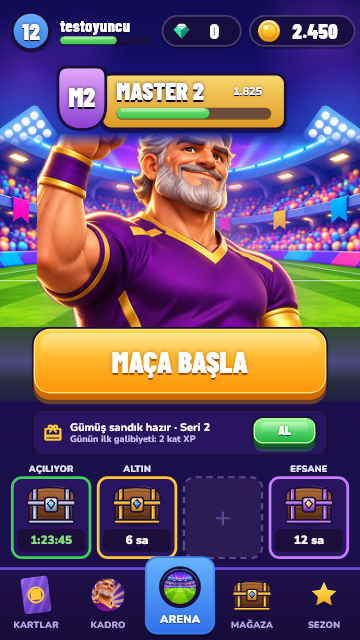 12
testoyuncu
0
2.450
M2
MASTER 2
1.825
MAÇA BAŞLA
Gümüş sandık hazır · Seri 2
Günün ilk galibiyeti: 2 kat XP
AL
AÇILIYOR
ALTIN
EFSANE
1:23:45
6 sa
+
12 sa
KARTLAR
KADRO
ARENA
MAĞAZA
SEZON